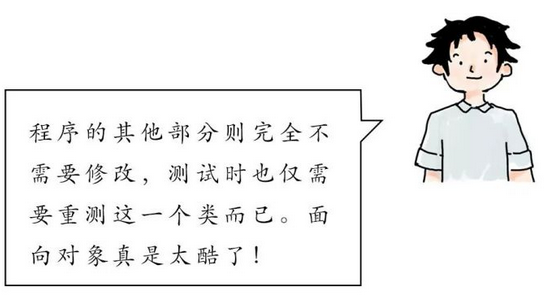 程序的其他部分则完全不
需要修改，测试时也仅需
要重测这一个类而已。面
向对象真是太酷了！